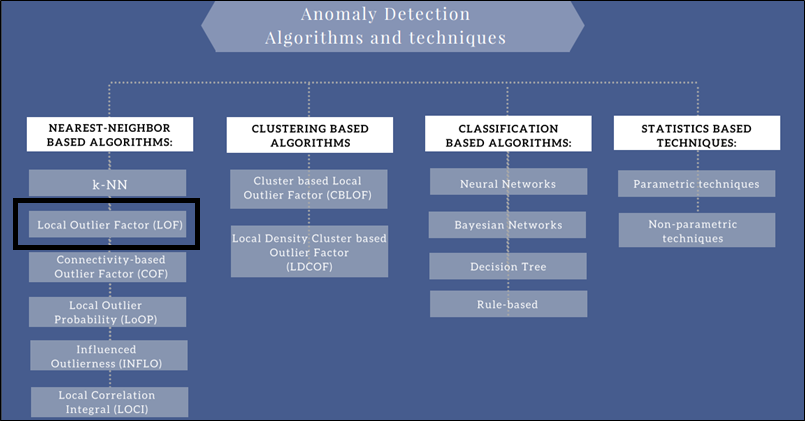 Anomaly Detection
Algorithms and techniques
NEAREST-NEIGHBOR
BASED ALGORITHMS:
k-NN
Local Outlier Factor (LOF)
Connectivity-based
Outlier Factor (COF)
Local Outlier
Probability (LoOP)
Influenced
Outlierness (INFLO)
Local Correlation
Integral (LOCI)
CLUSTERING BASED
ALGORITHMS
Cluster based Local
Outlier Factor (CBLOF)
Local Density Cluster based
Outlier Factor
(LDCOF)
CLASSIFICATION
BASED ALGORITHMS:
Neural Networks
Bayesian Networks
Decision Tree
Rule-based
STATISTICS BASED
TECHNIQUES:
Parametric techniques
Non-parametric
techniques